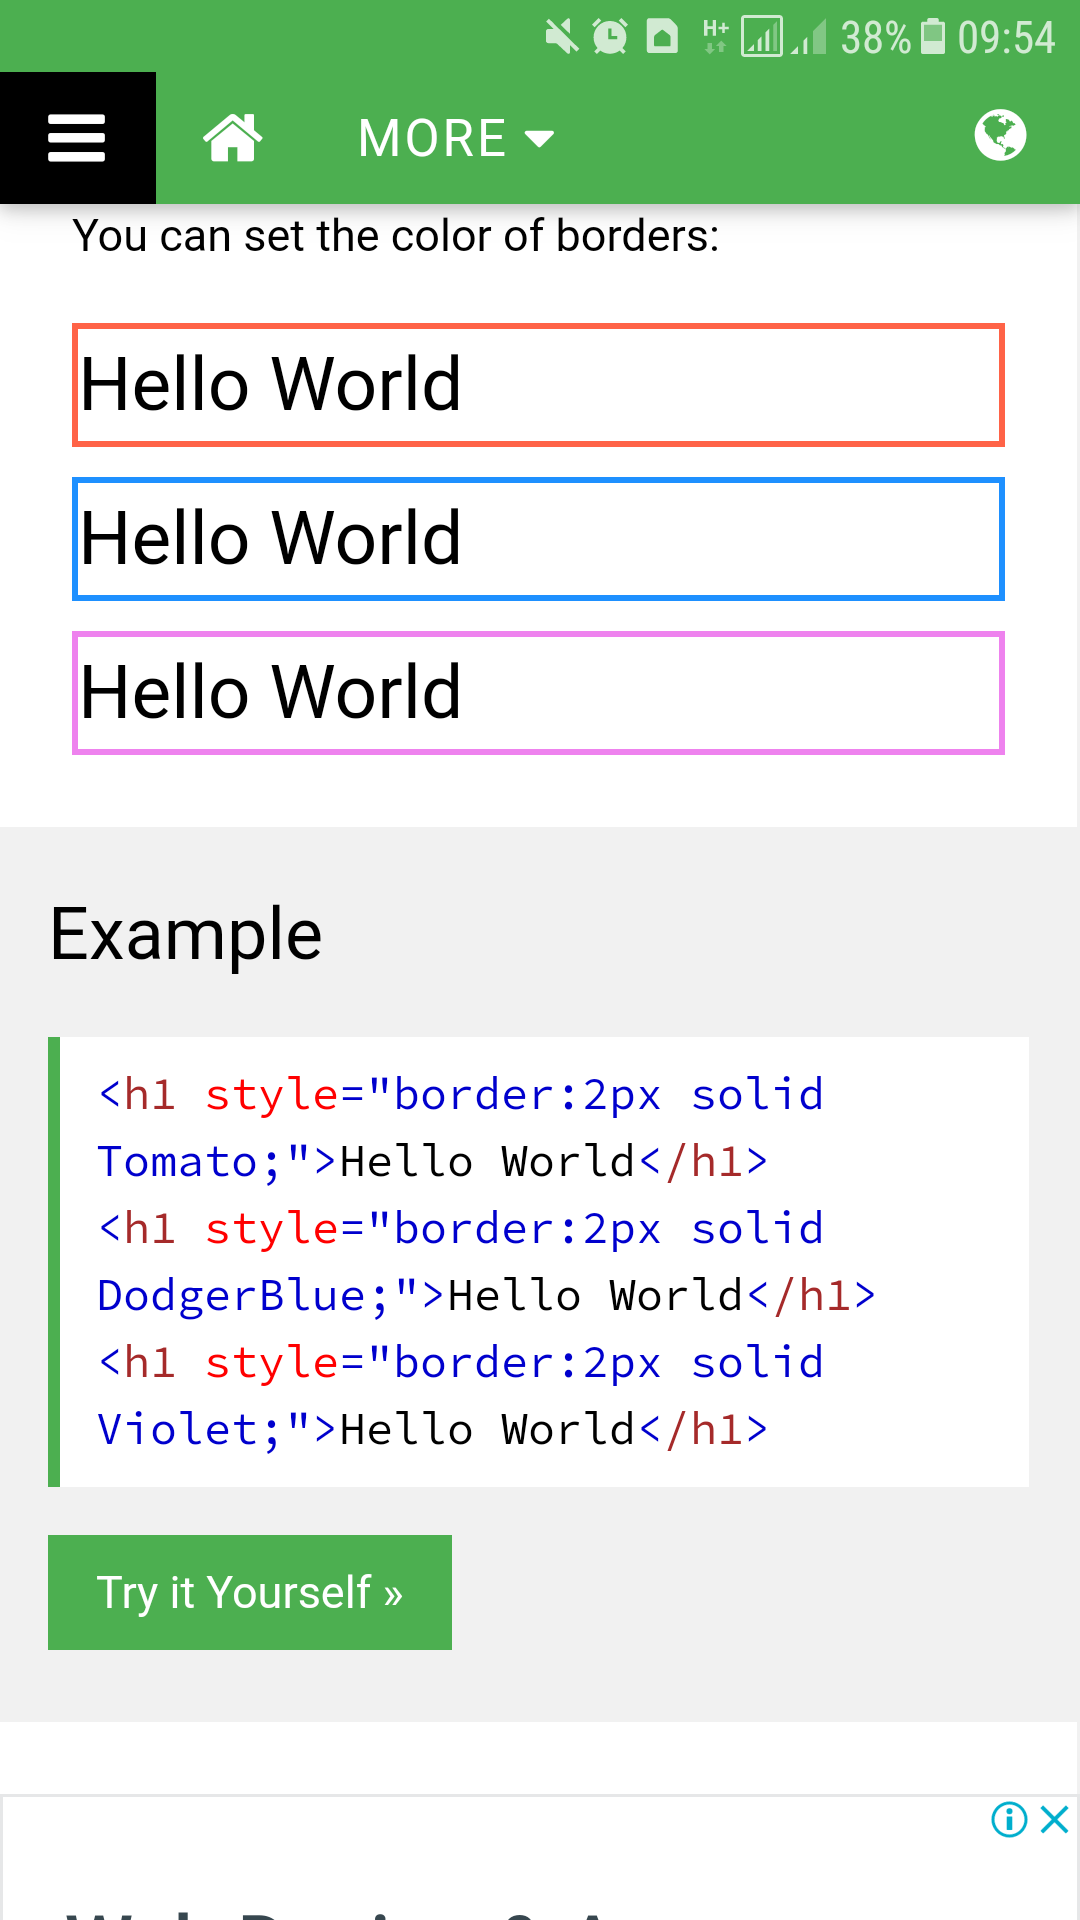 H+ 38% 09:54
MORE
You can set the color of borders:
Hello World
Hello World
Hello World
Example
<h1 style="border:2px solid
Tomato;">Hello World</h1>
<h1 style="border:2px solid
DodgerBlue;">Hello World</h1>
<h1 style="border:2px solid
Violet;">Hello World</h1>
Try it Yourself »